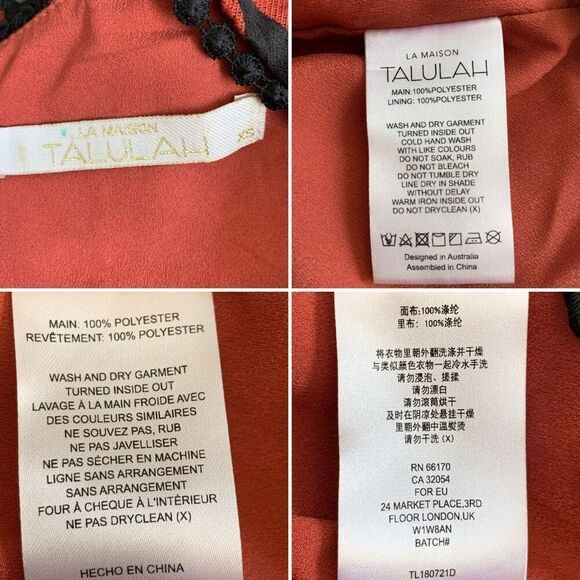 LA MAISON
TALULAH
XS
LA MAISON
TALULAH
MAIN:100%POLYESTER
LINING: 100%POLYESTER
WASH AND DRY GARMENT
TURNED INSIDE OUT
COLD HAND WASH
WITH LIKE COLOURS
DO NOT SOAK, RUB
DO NOT BLEACH
DO NOT TUMBLE DRY
LINE DRY IN SHADE
WITHOUT DELAY
WARM IRON INSIDE OUT
DO NOT DRYCLEAN (X)
Designed in Australia
Assembled in China
MAIN: 100% POLYESTER
REVÊTEMENT: 100% POLYESTER
WASH AND DRY GARMENT
TURNED INSIDE OUT
LAVAGE À LA MAIN FROIDE AVEC
DES COULEURS SIMILAIRES
NE SOUVEZ PAS, RUB
NE PAS JAVELLISER
NE PAS SÉCHER EN MACHINE
LIGNE SANS ARRANGEMENT
SANS ARRANGEMENT
FOUR À CHEQUE À L'INTÉRIEUR
NE PAS DRYCLEAN (X)
HECHO EN CHINA
面布:100%涤纶
里布：100%涤纶
将衣物里朝外翻洗涤并干燥
与类似颜色衣物一起冷水手洗
请勿浸泡、搓揉
请勿漂白
请勿滚筒烘干
及时在阴凉处悬挂干燥
里朝外翻中温熨烫
请勿干洗 (X)
RN 66170
CA 32054
FOR EU
24 MARKET PLACE,3RD
FLOOR LONDON,UK
W1W8AN
BATCH#
TL180721D